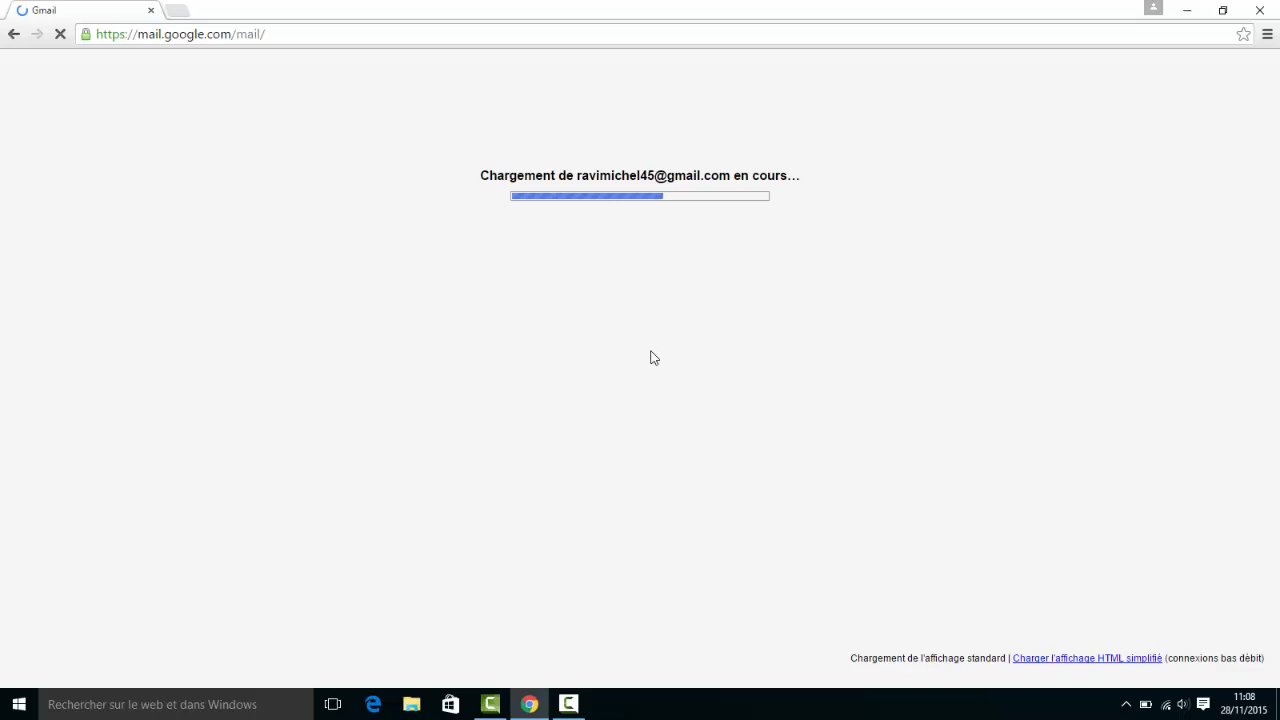 Gmail
https://mail.google.com/mail/
Chargement de ravimichel45@gmail.com en cours...
Chargement de l'affichage standard | Charger l'affichage HTML simplifié (connexions bas débit)
Rechercher sur le web et dans Windows
11:08
28/11/2015